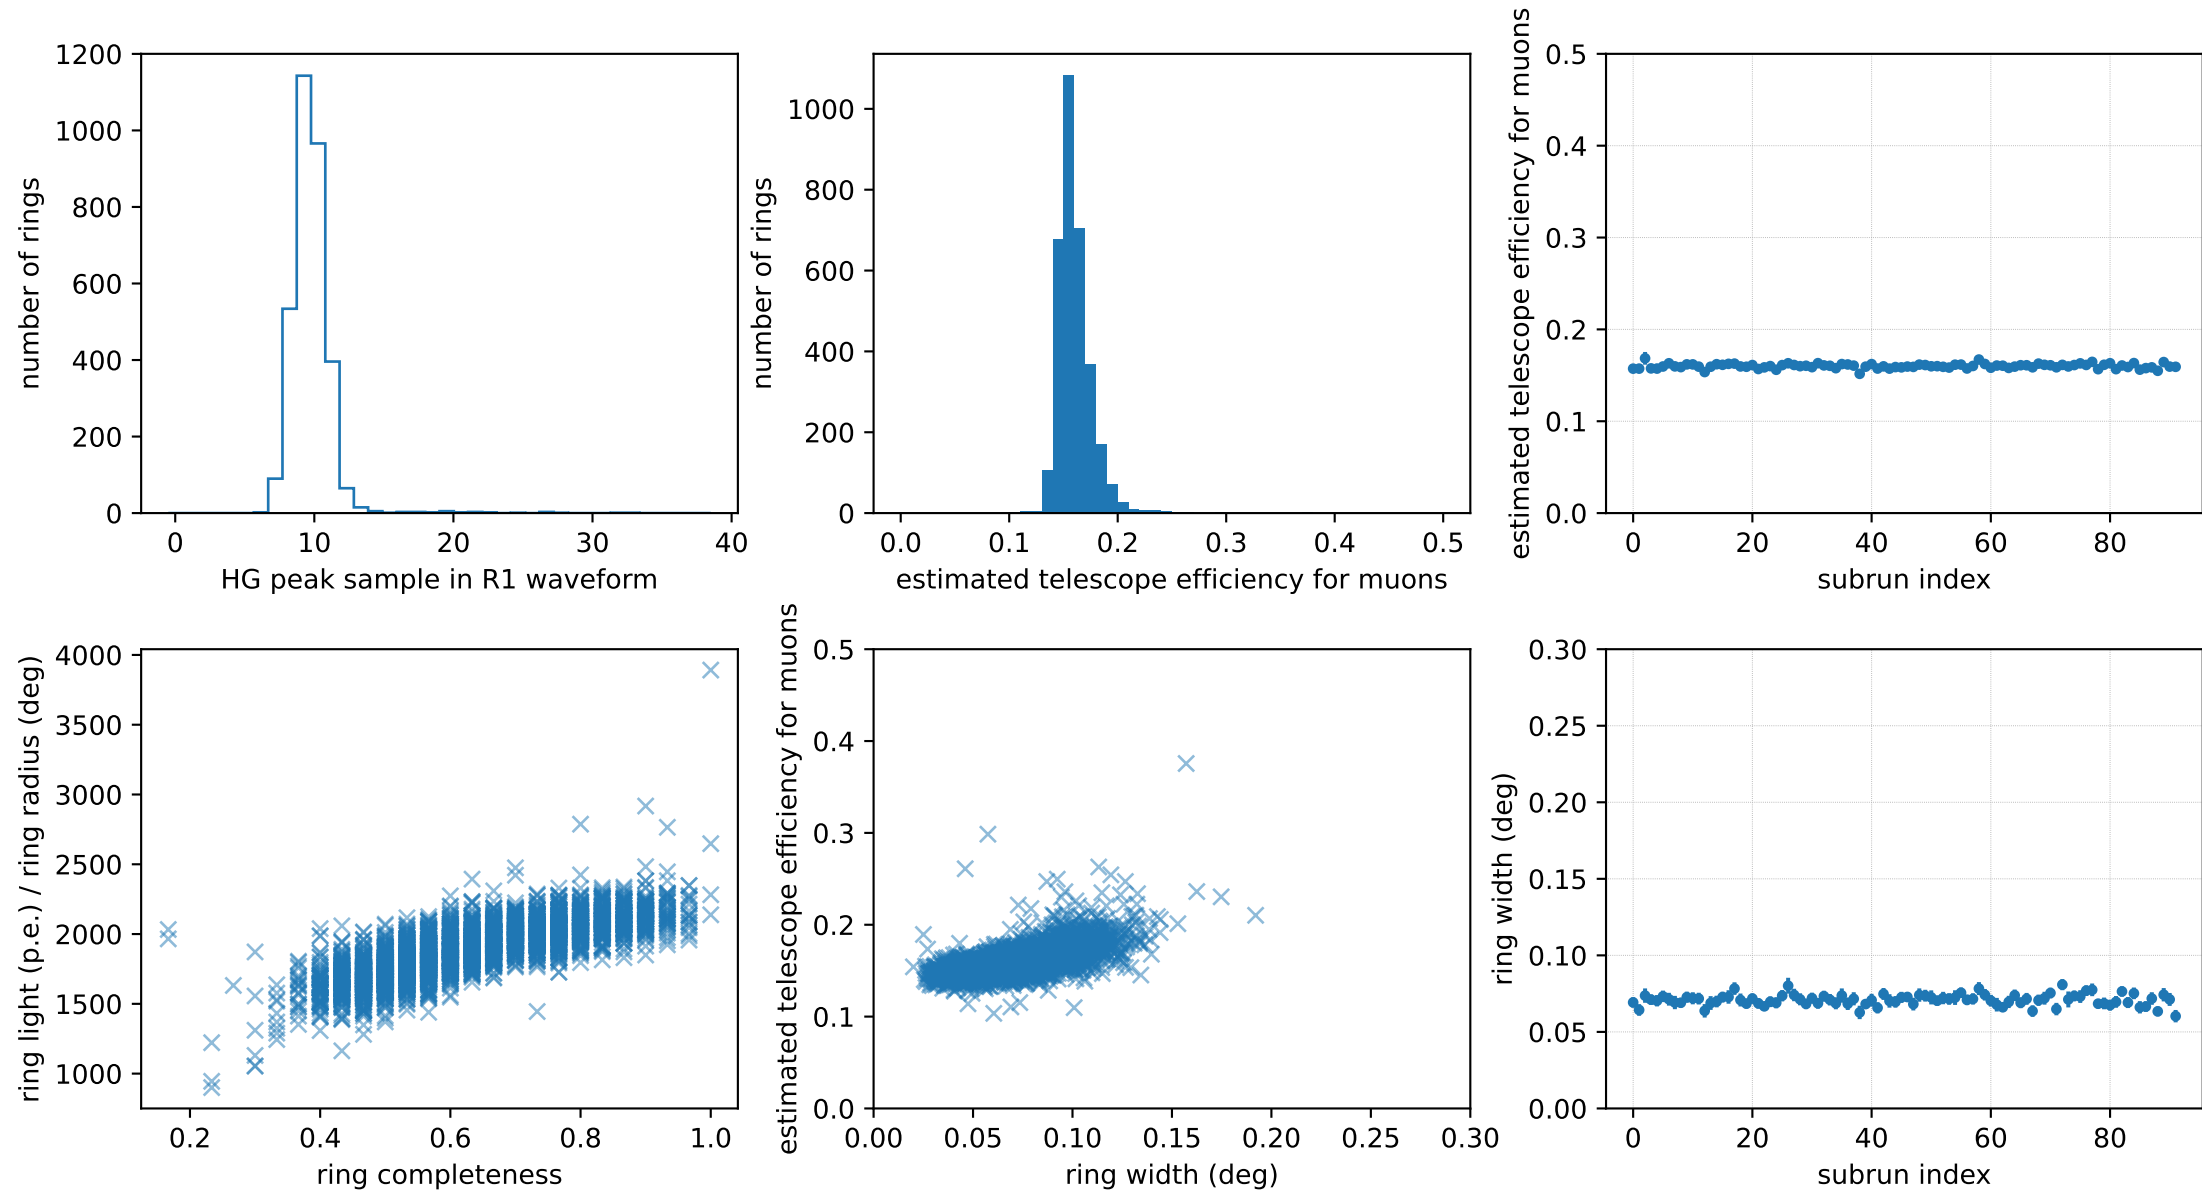 number of rings
1200
1000
800
600
400
200
0
0 10 20 30 40
HG peak sample in R1 waveform
number of rings
1000
800
600
400
200
0
0.0 0.1 0.2 0.3 0.4 0.5
estimated telescope efficiency for muons
estimated telescope efficiency for muons
0.5
0.4
0.3
0.2
0.1
0.0
0 20 40 60 80
subrun index
ring light (p.e.) / ring radius (deg)
4000
3500
3000
2500
2000
1500
1000
0.2 0.4 0.6 0.8 1.0
ring completeness
estimated telescope efficiency for muons
0.5
0.4
0.3
0.2
0.1
0.0
0.00 0.05 0.10 0.15 0.20 0.25 0.30
ring width (deg)
ring width (deg)
0.30
0.25
0.20
0.15
0.10
0.05
0.00
0 20 40 60 80
subrun index